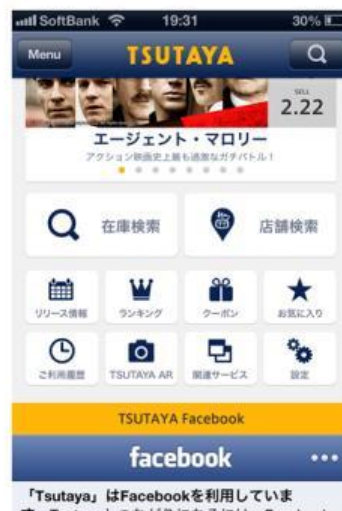 SoftBank 19:31 30%
Menu TSUTAYA
SELL
2.22
エージェント・マロリー
アクション映画史上最も過激なガチバトル！
在庫検索 店舗検索
リリース情報 ランキング クーポン お気に入り
ご利用履歴 TSUTAYA AR 関連サービス 設定
TSUTAYA Facebook
facebook
「Tsutaya」はFacebookを利用していま